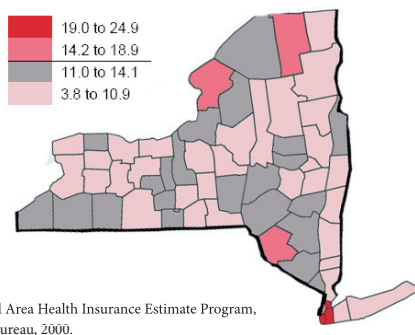 19.0 to 24.9
14.2 to 18.9
11.0 to 14.1
3.8 to 10.9
Area Health Insurance Estimate Program,
ureau, 2000.